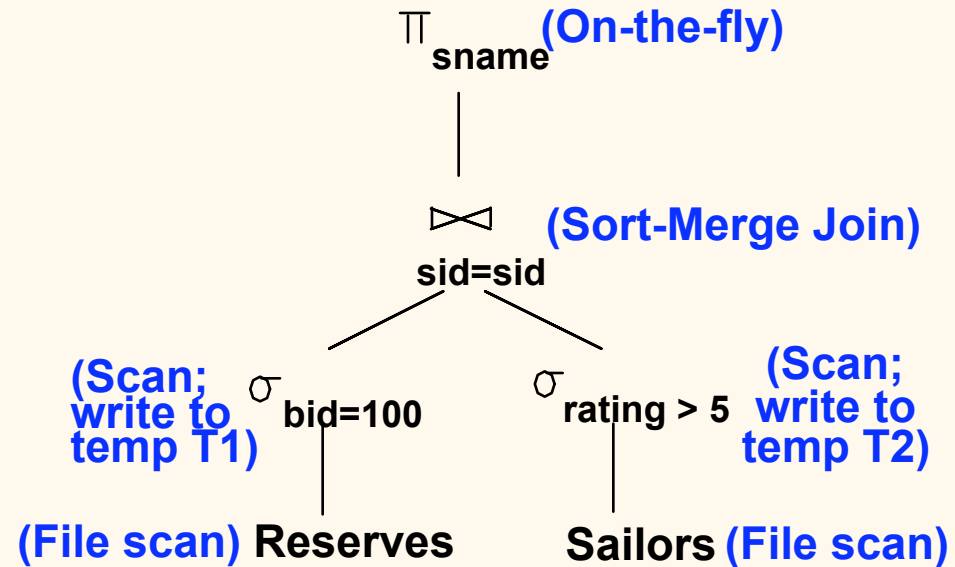 π (On-the-fly)
sname
⋈ (Sort-Merge Join)
sid=sid
(Scan;
write to
temp T1)
σ bid=100
σ rating > 5
(Scan;
write to
temp T2)
(File scan) Reserves
Sailors (File scan)